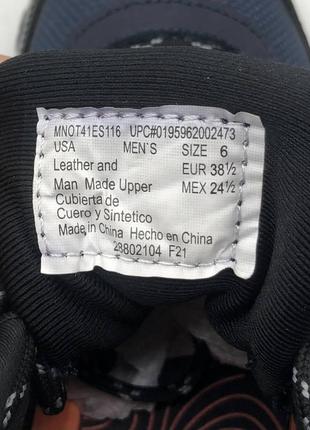 MNOT41ES116 UPC#0195962002473
USA MEN'S SIZE 6
Leather and EUR 38½
Man Made Upper MEX 24½
Cubierta de
Cuero y Sintetico
Made in China Hecho en China
28802104 F21